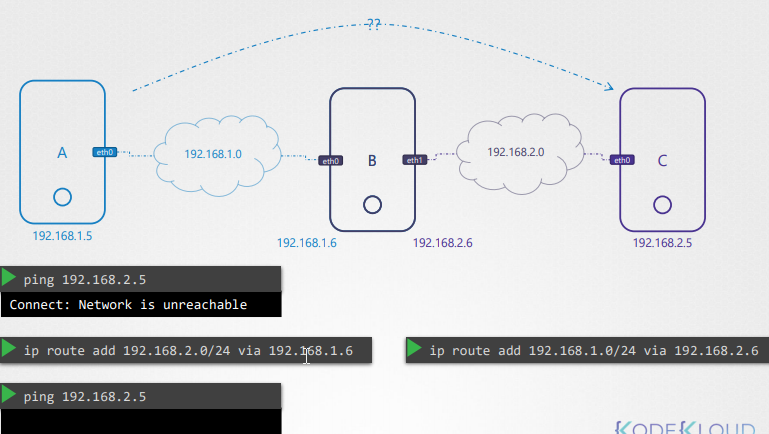 ??
A
eth0
192.168.1.0
eth0
B
eth1
192.168.2.0
eth0
C
192.168.1.5
192.168.1.6
192.168.2.6
192.168.2.5
ping 192.168.2.5
Connect: Network is unreachable
ip route add 192.168.2.0/24 via 192.168.1.6
ip route add 192.168.1.0/24 via 192.168.2.6
ping 192.168.2.5
KODEKLOUD